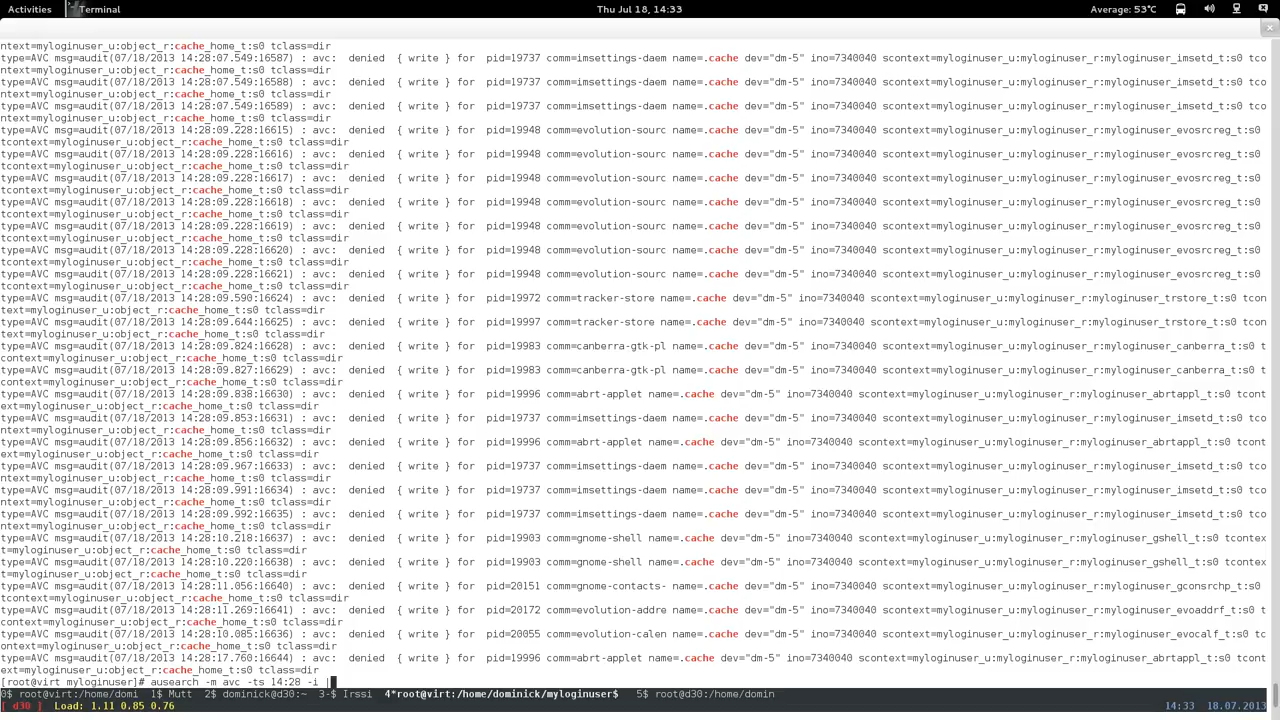 Activities Terminal Thu Jul 18, 14:33 Average: 53°C
ntext=myloginuser_u:object_r:cache_home_t:s0 tclass=dir
type=AVC msg=audit(07/18/2013 14:28:07.549:16587) : avc:  denied  { write } for  pid=19737 comm=imsettings-daem name=.cache dev="dm-5" ino=7340040 scontext=myloginuser_u:myloginuser_r:myloginuser_imsetd_t:s0 tco
ntext=myloginuser_u:object_r:cache_home_t:s0 tclass=dir
type=AVC msg=audit(07/18/2013 14:28:07.549:16588) : avc:  denied  { write } for  pid=19737 comm=imsettings-daem name=.cache dev="dm-5" ino=7340040 scontext=myloginuser_u:myloginuser_r:myloginuser_imsetd_t:s0 tco
ntext=myloginuser_u:object_r:cache_home_t:s0 tclass=dir
type=AVC msg=audit(07/18/2013 14:28:07.549:16589) : avc:  denied  { write } for  pid=19737 comm=imsettings-daem name=.cache dev="dm-5" ino=7340040 scontext=myloginuser_u:myloginuser_r:myloginuser_imsetd_t:s0 tco
ntext=myloginuser_u:object_r:cache_home_t:s0 tclass=dir
type=AVC msg=audit(07/18/2013 14:28:09.228:16615) : avc:  denied  { write } for  pid=19948 comm=evolution-sourc name=.cache dev="dm-5" ino=7340040 scontext=myloginuser_u:myloginuser_r:myloginuser_evosrcreg_t:s0
tcontext=myloginuser_u:object_r:cache_home_t:s0 tclass=dir
type=AVC msg=audit(07/18/2013 14:28:09.228:16616) : avc:  denied  { write } for  pid=19948 comm=evolution-sourc name=.cache dev="dm-5" ino=7340040 scontext=myloginuser_u:myloginuser_r:myloginuser_evosrcreg_t:s0
tcontext=myloginuser_u:object_r:cache_home_t:s0 tclass=dir
type=AVC msg=audit(07/18/2013 14:28:09.228:16617) : avc:  denied  { write } for  pid=19948 comm=evolution-sourc name=.cache dev="dm-5" ino=7340040 scontext=myloginuser_u:myloginuser_r:myloginuser_evosrcreg_t:s0
tcontext=myloginuser_u:object_r:cache_home_t:s0 tclass=dir
type=AVC msg=audit(07/18/2013 14:28:09.228:16618) : avc:  denied  { write } for  pid=19948 comm=evolution-sourc name=.cache dev="dm-5" ino=7340040 scontext=myloginuser_u:myloginuser_r:myloginuser_evosrcreg_t:s0
tcontext=myloginuser_u:object_r:cache_home_t:s0 tclass=dir
type=AVC msg=audit(07/18/2013 14:28:09.228:16619) : avc:  denied  { write } for  pid=19948 comm=evolution-sourc name=.cache dev="dm-5" ino=7340040 scontext=myloginuser_u:myloginuser_r:myloginuser_evosrcreg_t:s0
tcontext=myloginuser_u:object_r:cache_home_t:s0 tclass=dir
type=AVC msg=audit(07/18/2013 14:28:09.228:16620) : avc:  denied  { write } for  pid=19948 comm=evolution-sourc name=.cache dev="dm-5" ino=7340040 scontext=myloginuser_u:myloginuser_r:myloginuser_evosrcreg_t:s0
tcontext=myloginuser_u:object_r:cache_home_t:s0 tclass=dir
type=AVC msg=audit(07/18/2013 14:28:09.228:16621) : avc:  denied  { write } for  pid=19948 comm=evolution-sourc name=.cache dev="dm-5" ino=7340040 scontext=myloginuser_u:myloginuser_r:myloginuser_evosrcreg_t:s0
tcontext=myloginuser_u:object_r:cache_home_t:s0 tclass=dir
type=AVC msg=audit(07/18/2013 14:28:09.590:16624) : avc:  denied  { write } for  pid=19972 comm=tracker-store name=.cache dev="dm-5" ino=7340040 scontext=myloginuser_u:myloginuser_r:myloginuser_trstore_t:s0 tcon
text=myloginuser_u:object_r:cache_home_t:s0 tclass=dir
type=AVC msg=audit(07/18/2013 14:28:09.644:16625) : avc:  denied  { write } for  pid=19997 comm=tracker-store name=.cache dev="dm-5" ino=7340040 scontext=myloginuser_u:myloginuser_r:myloginuser_trstore_t:s0 tcon
text=myloginuser_u:object_r:cache_home_t:s0 tclass=dir
type=AVC msg=audit(07/18/2013 14:28:09.824:16628) : avc:  denied  { write } for  pid=19983 comm=canberra-gtk-pl name=.cache dev="dm-5" ino=7340040 scontext=myloginuser_u:myloginuser_r:myloginuser_canberra_t:s0 t
context=myloginuser_u:object_r:cache_home_t:s0 tclass=dir
type=AVC msg=audit(07/18/2013 14:28:09.827:16629) : avc:  denied  { write } for  pid=19983 comm=canberra-gtk-pl name=.cache dev="dm-5" ino=7340040 scontext=myloginuser_u:myloginuser_r:myloginuser_canberra_t:s0 t
context=myloginuser_u:object_r:cache_home_t:s0 tclass=dir
type=AVC msg=audit(07/18/2013 14:28:09.838:16630) : avc:  denied  { write } for  pid=19996 comm=abrt-applet name=.cache dev="dm-5" ino=7340040 scontext=myloginuser_u:myloginuser_r:myloginuser_abrtappl_t:s0 tcont
ext=myloginuser_u:object_r:cache_home_t:s0 tclass=dir
type=AVC msg=audit(07/18/2013 14:28:09.853:16631) : avc:  denied  { write } for  pid=19737 comm=imsettings-daem name=.cache dev="dm-5" ino=7340040 scontext=myloginuser_u:myloginuser_r:myloginuser_imsetd_t:s0 tco
ntext=myloginuser_u:object_r:cache_home_t:s0 tclass=dir
type=AVC msg=audit(07/18/2013 14:28:09.856:16632) : avc:  denied  { write } for  pid=19996 comm=abrt-applet name=.cache dev="dm-5" ino=7340040 scontext=myloginuser_u:myloginuser_r:myloginuser_abrtappl_t:s0 tcont
ext=myloginuser_u:object_r:cache_home_t:s0 tclass=dir
type=AVC msg=audit(07/18/2013 14:28:09.967:16633) : avc:  denied  { write } for  pid=19737 comm=imsettings-daem name=.cache dev="dm-5" ino=7340040 scontext=myloginuser_u:myloginuser_r:myloginuser_imsetd_t:s0 tco
ntext=myloginuser_u:object_r:cache_home_t:s0 tclass=dir
type=AVC msg=audit(07/18/2013 14:28:09.991:16634) : avc:  denied  { write } for  pid=19737 comm=imsettings-daem name=.cache dev="dm-5" ino=7340040 scontext=myloginuser_u:myloginuser_r:myloginuser_imsetd_t:s0 tco
ntext=myloginuser_u:object_r:cache_home_t:s0 tclass=dir
type=AVC msg=audit(07/18/2013 14:28:09.992:16635) : avc:  denied  { write } for  pid=19737 comm=imsettings-daem name=.cache dev="dm-5" ino=7340040 scontext=myloginuser_u:myloginuser_r:myloginuser_imsetd_t:s0 tco
ntext=myloginuser_u:object_r:cache_home_t:s0 tclass=dir
type=AVC msg=audit(07/18/2013 14:28:10.218:16637) : avc:  denied  { write } for  pid=19903 comm=gnome-shell name=.cache dev="dm-5" ino=7340040 scontext=myloginuser_u:myloginuser_r:myloginuser_gshell_t:s0 tcontex
t=myloginuser_u:object_r:cache_home_t:s0 tclass=dir
type=AVC msg=audit(07/18/2013 14:28:10.220:16638) : avc:  denied  { write } for  pid=19903 comm=gnome-shell name=.cache dev="dm-5" ino=7340040 scontext=myloginuser_u:myloginuser_r:myloginuser_gshell_t:s0 tcontex
t=myloginuser_u:object_r:cache_home_t:s0 tclass=dir
type=AVC msg=audit(07/18/2013 14:28:11.056:16640) : avc:  denied  { write } for  pid=20151 comm=gnome-contacts- name=.cache dev="dm-5" ino=7340040 scontext=myloginuser_u:myloginuser_r:myloginuser_gconsrchp_t:s0
tcontext=myloginuser_u:object_r:cache_home_t:s0 tclass=dir
type=AVC msg=audit(07/18/2013 14:28:11.269:16641) : avc:  denied  { write } for  pid=20172 comm=evolution-addre name=.cache dev="dm-5" ino=7340040 scontext=myloginuser_u:myloginuser_r:myloginuser_evoaddrf_t:s0 t
context=myloginuser_u:object_r:cache_home_t:s0 tclass=dir
type=AVC msg=audit(07/18/2013 14:28:10.085:16636) : avc:  denied  { write } for  pid=20055 comm=evolution-calen name=.cache dev="dm-5" ino=7340040 scontext=myloginuser_u:myloginuser_r:myloginuser_evocalf_t:s0 tc
ontext=myloginuser_u:object_r:cache_home_t:s0 tclass=dir
type=AVC msg=audit(07/18/2013 14:28:17.760:16644) : avc:  denied  { write } for  pid=19996 comm=abrt-applet name=.cache dev="dm-5" ino=7340040 scontext=myloginuser_u:myloginuser_r:myloginuser_abrtappl_t:s0 tcont
ext=myloginuser_u:object_r:cache_home_t:s0 tclass=dir
[root@virt myloginuser]# ausearch -m avc -ts 14:28 -i |
0$ root@virt:/home/domi  1$ Mutt  2$ dominick@d30:~  3-$ Irssi  4*$root@virt:/home/dominick/myloginuser$  5$ root@d30:/home/domin
[ d30 ] Load: 1.11 0.85 0.76 14:33 18.07.2013